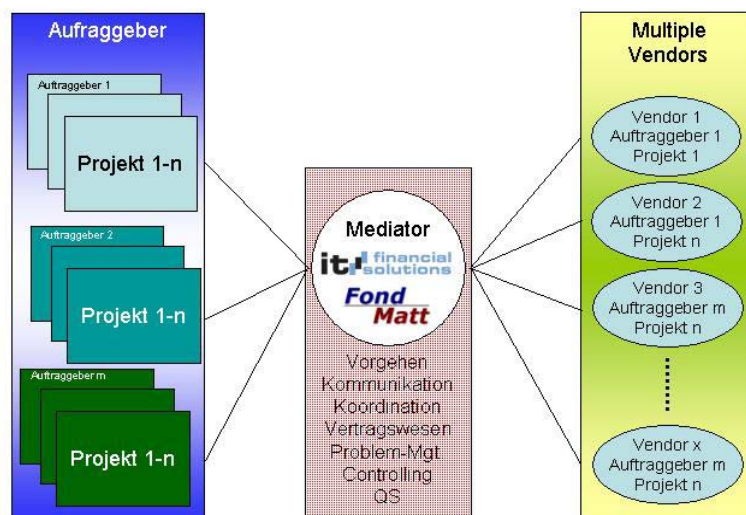 Aufraggeber
Auftraggeber 1
Projekt 1-n
Auftraggeber 2
Projekt 1-n
Auftraggeber m
Projekt 1-n
Mediator
it financial
solutions
Fond
Matt
Vorgehen
Kommunikation
Koordination
Vertragswesen
Problem-Mgt
Controlling
QS
Multiple
Vendors
Vendor 1
Auftraggeber 1
Projekt 1
Vendor 2
Auftraggeber 1
Projekt n
Vendor 3
Auftraggeber m
Projekt n
Vendor x
Auftraggeber m
Projekt n